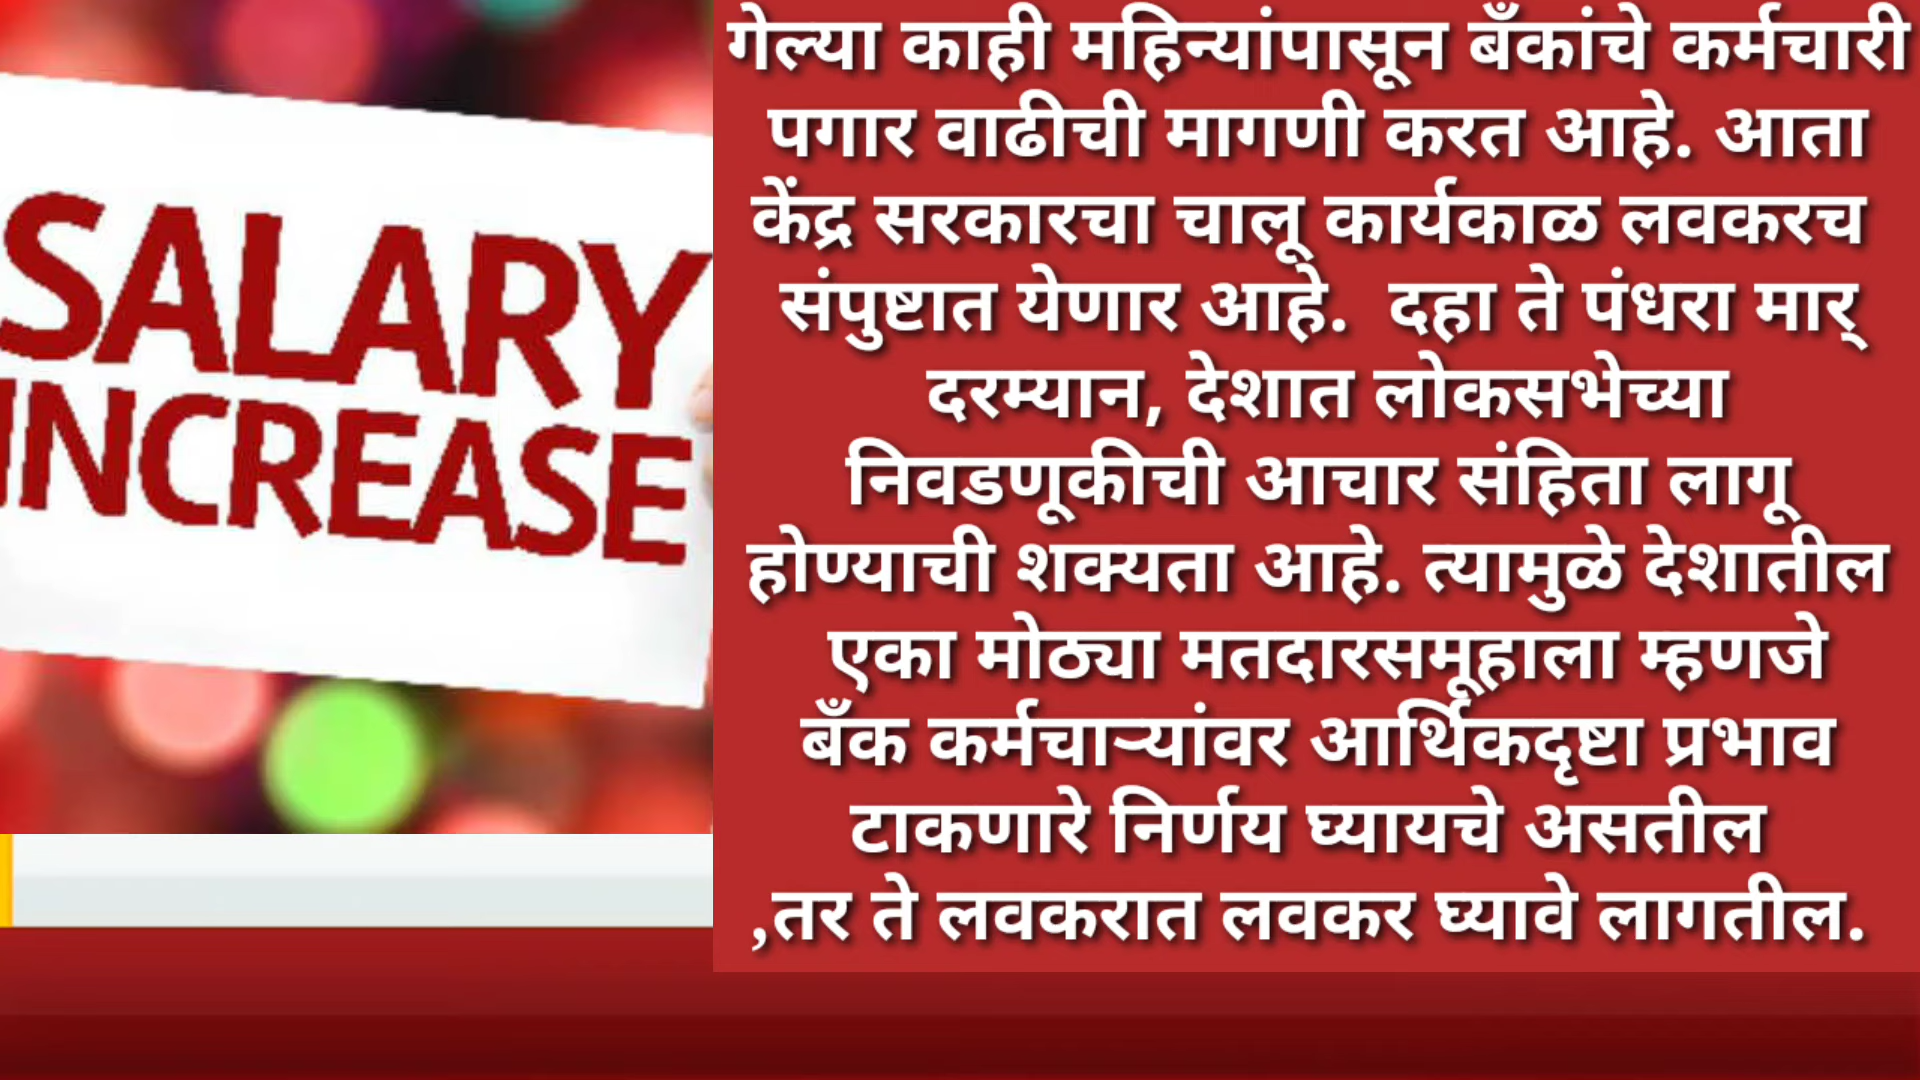 SALARY
INCREASE
गेल्या काही महिन्यांपासून बँकांचे कर्मचारी
पगार वाढीची मागणी करत आहे. आता
केंद्र सरकारचा चालू कार्यकाळ लवकरच
संपुष्टात येणार आहे. दहा ते पंधरा मार्
दरम्यान, देशात लोकसभेच्या
निवडणूकीची आचार संहिता लागू
होण्याची शक्यता आहे. त्यामुळे देशातील
एका मोठ्या मतदारसमूहाला म्हणजे
बँक कर्मचाऱ्यांवर आर्थिकदृष्टा प्रभाव
टाकणारे निर्णय घ्यायचे असतील
,तर ते लवकरात लवकर घ्यावे लागतील.